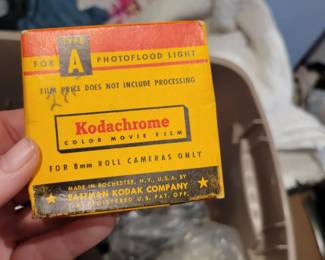 TYPE
FOR A PHOTOFLOOD LIGHT
FILM PRICE DOES NOT INCLUDE PROCESSING
Kodachrome
COLOR MOVIE FILM
FOR 8mm ROLL CAMERAS ONLY
MADE IN ROCHESTER, N.Y., U.S.A. BY
EASTMAN KODAK COMPANY
REGISTERED U.S. PAT. OFF.